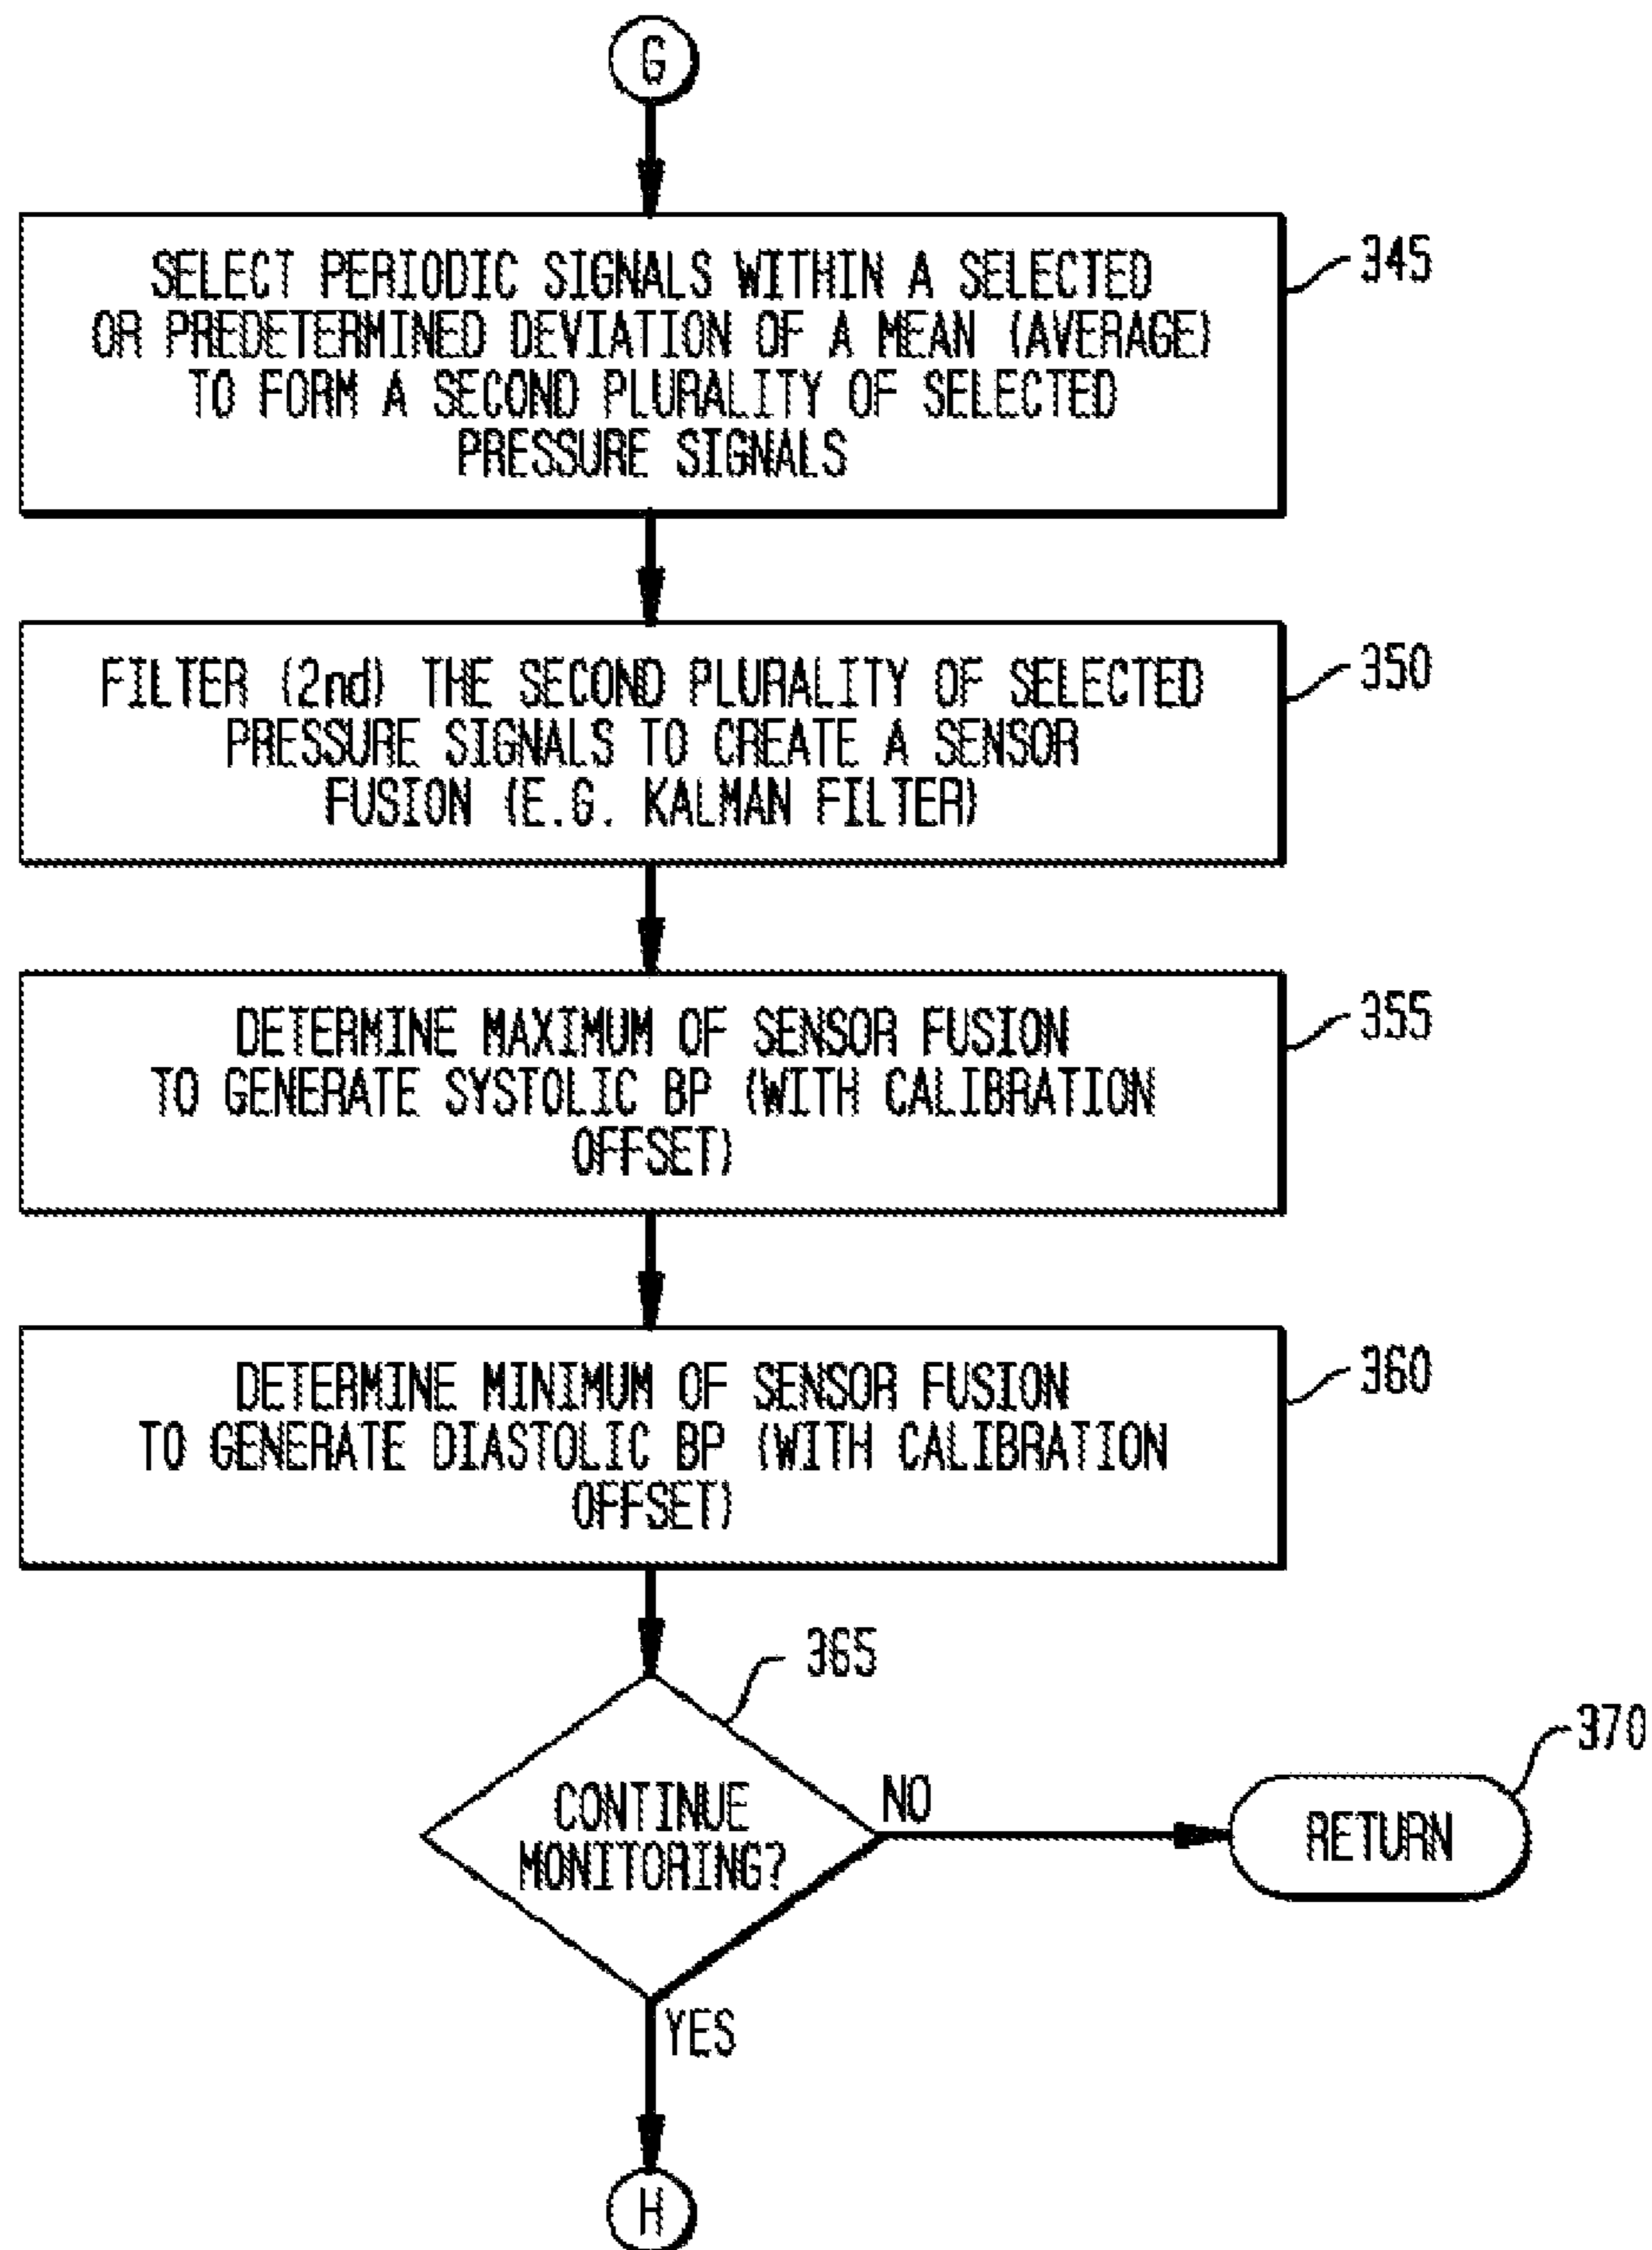 G
SELECT PERIODIC SIGNALS WITHIN A SELECTED
OR PREDETERMINED DEVIATION OF A MEAN (AVERAGE)
TO FORM A SECOND PLURALITY OF SELECTED
PRESSURE SIGNALS
345
FILTER (2nd) THE SECOND PLURALITY OF SELECTED
PRESSURE SIGNALS TO CREATE A SENSOR
FUSION (E.G. KALMAN FILTER)
350
DETERMINE MAXIMUM OF SENSOR FUSION
TO GENERATE SYSTOLIC BP (WITH CALIBRATION
OFFSET)
355
DETERMINE MINIMUM OF SENSOR FUSION
TO GENERATE DIASTOLIC BP (WITH CALIBRATION
OFFSET)
360
365
CONTINUE
MONITORING?
NO
370
RETURN
YES
H